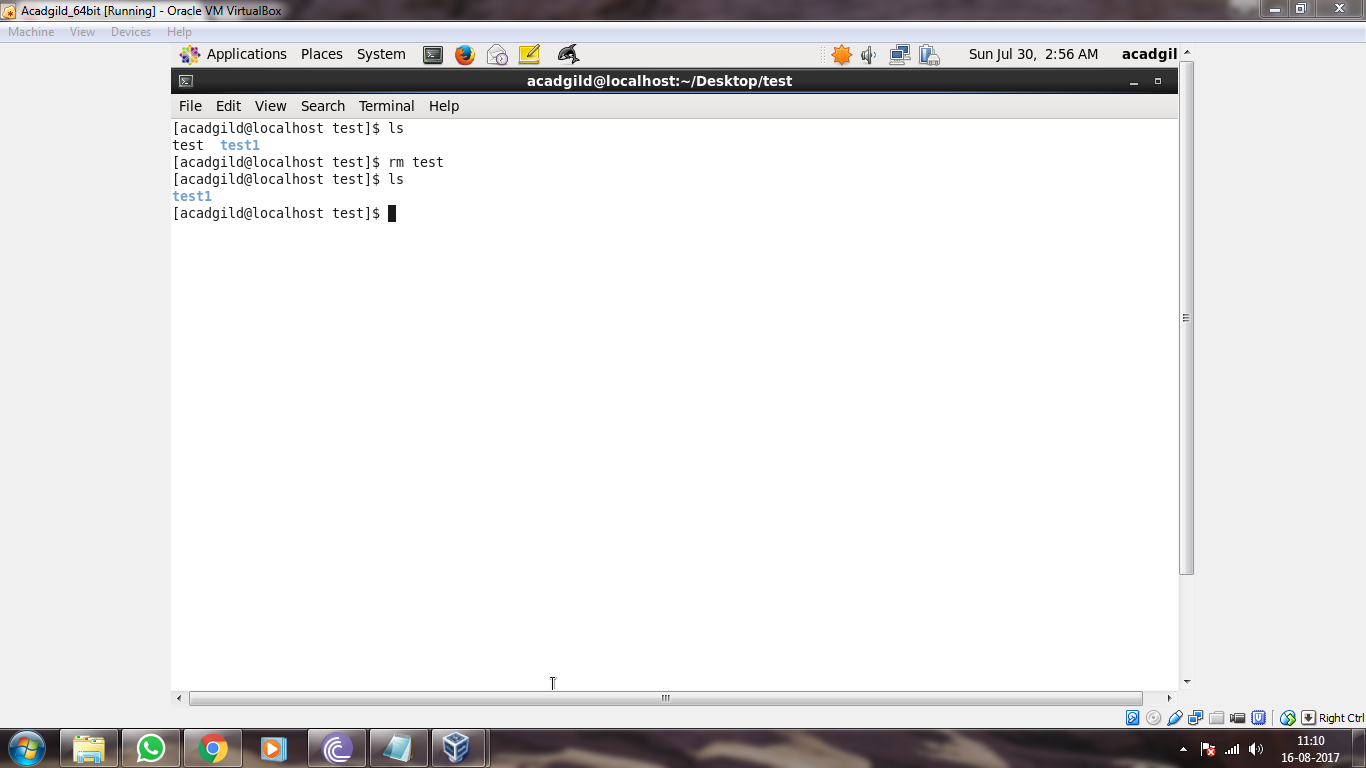 Acadgild_64bit [Running] - Oracle VM VirtualBox
Machine View Devices Help
Applications Places System Sun Jul 30, 2:56 AM acadgil
acadgild@localhost:~/Desktop/test
File Edit View Search Terminal Help
[acadgild@localhost test]$ ls
test test1
[acadgild@localhost test]$ rm test
[acadgild@localhost test]$ ls
test1
[acadgild@localhost test]$
Right Ctrl
11:10
16-08-2017